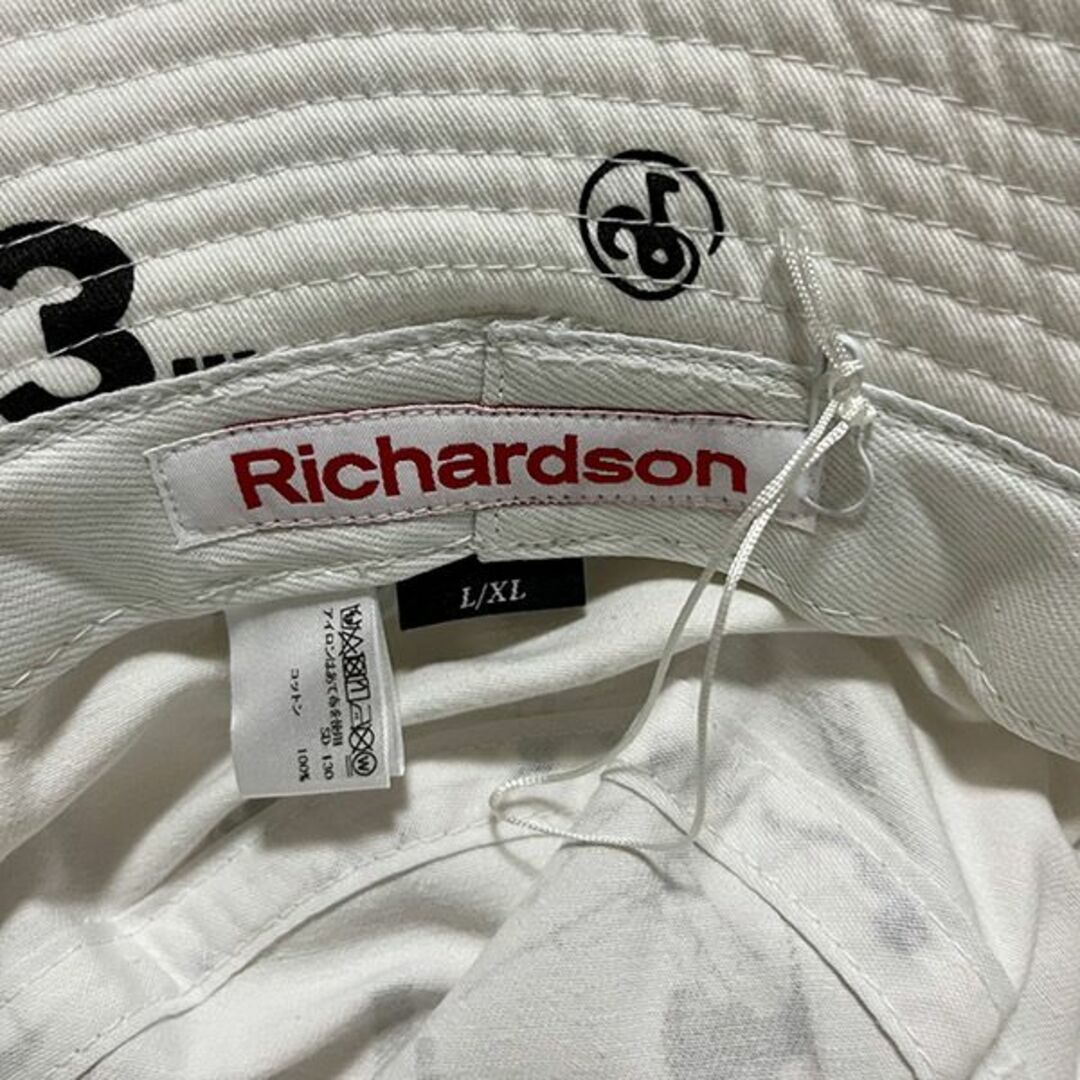 3
Richardson
L/XL
アイロンはあて布を使用
SD 130
コットン 100%